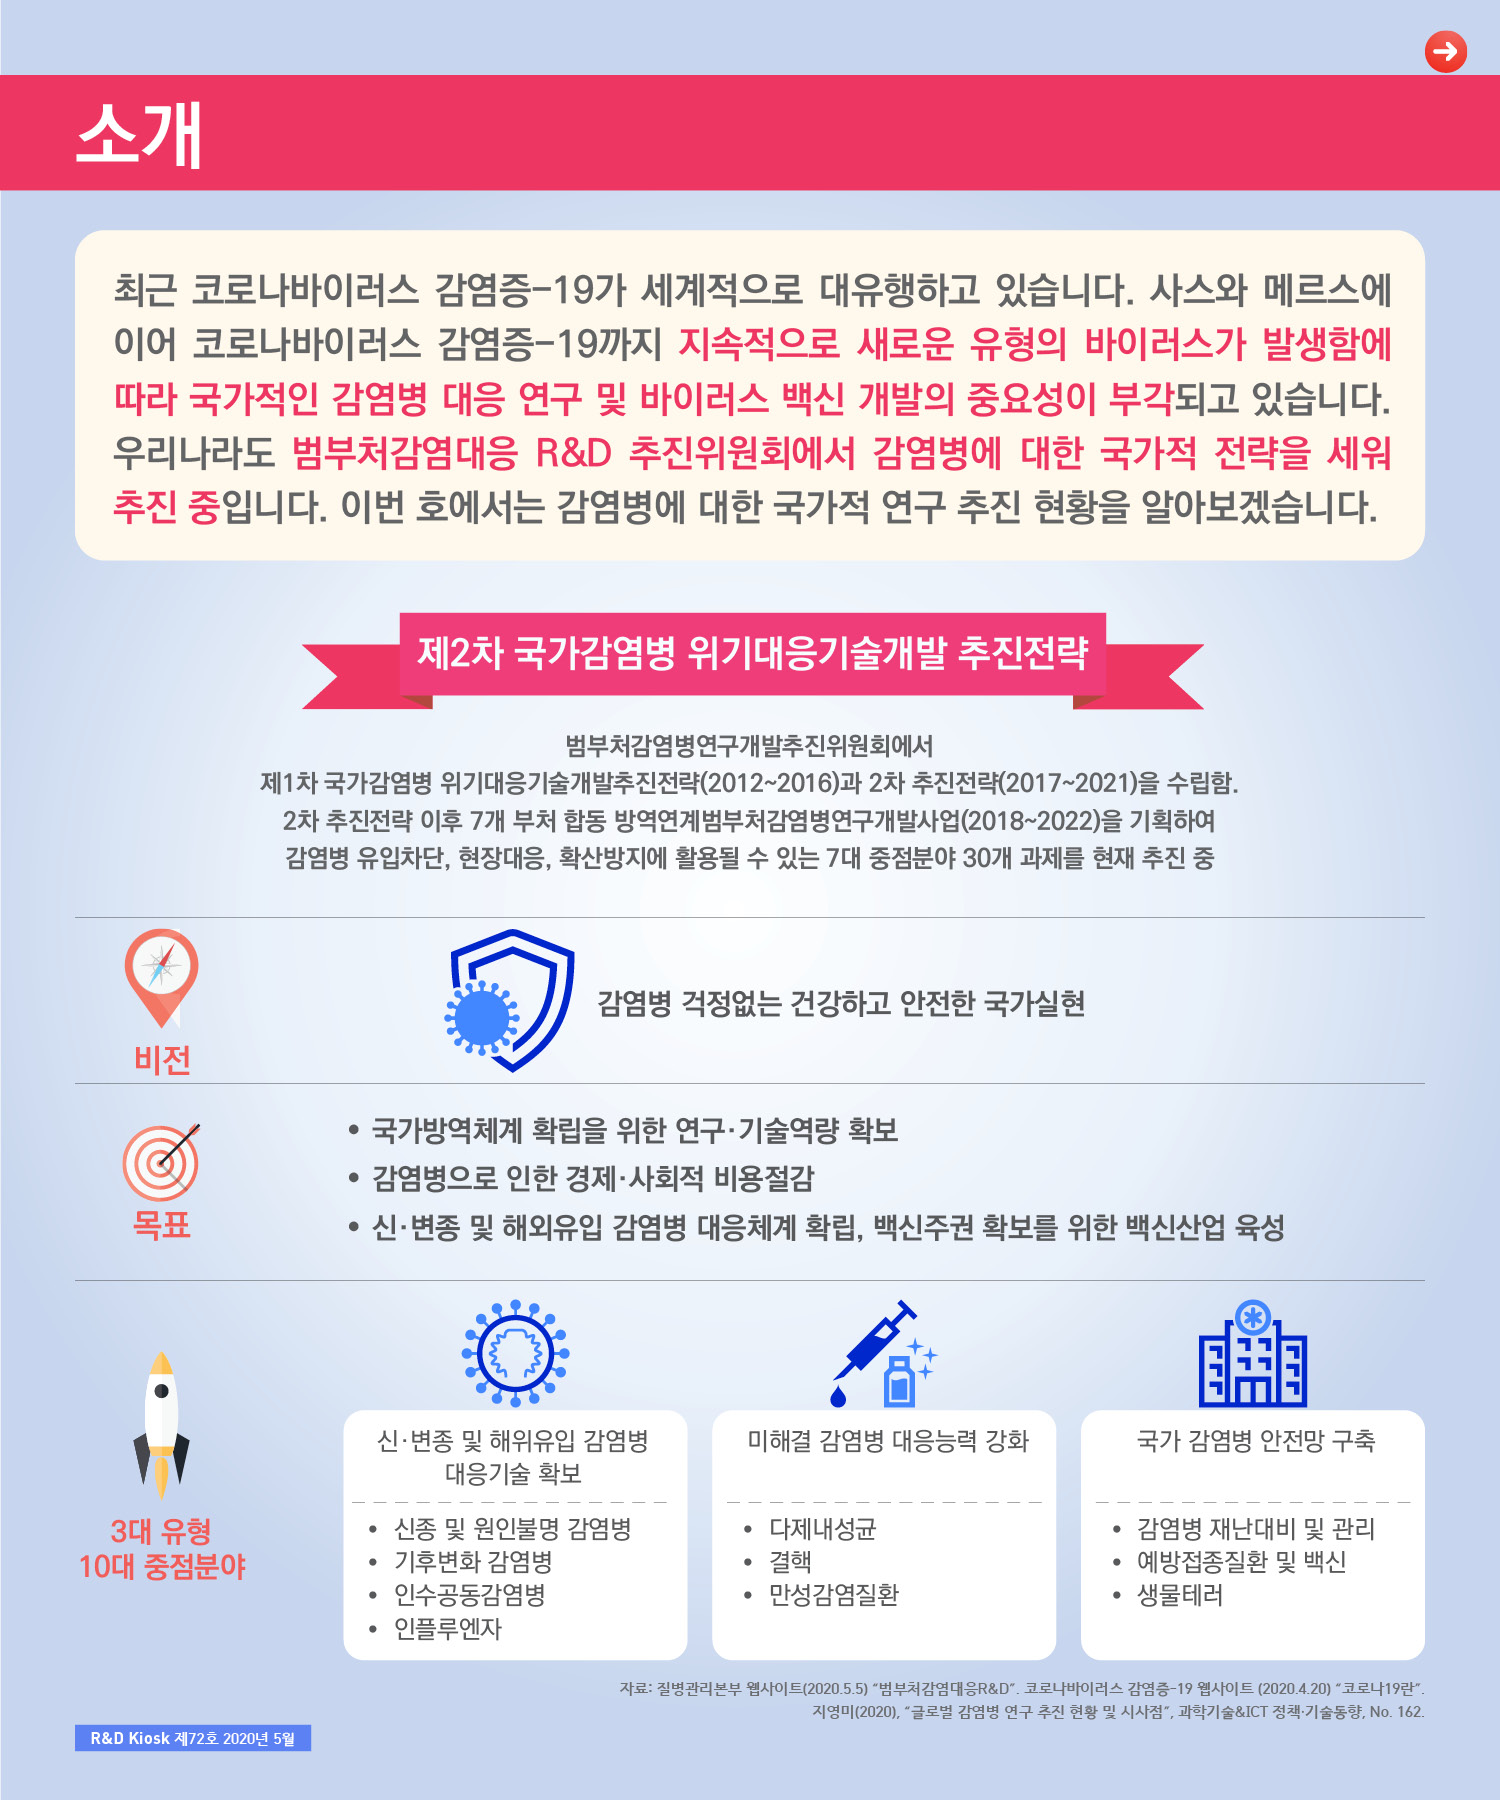 소개
최근 코로나바이러스 감염증-19가 세계적으로 대유행하고 있습니다. 사스와 메르스에
이어 코로나바이러스 감염증-19까지 지속적으로 새로운 유형의 바이러스가 발생함에
따라 국가적인 감염병 대응 연구 및 바이러스 백신 개발의 중요성이 부각되고 있습니다.
우리나라도 범부처감염대응 R&D 추진위원회에서 감염병에 대한 국가적 전략을 세워
추진 중입니다. 이번 호에서는 감염병에 대한 국가적 연구 추진 현황을 알아보겠습니다.
제2차 국가감염병 위기대응기술개발 추진전략
범부처감염병연구개발추진위원회에서
제1차 국가감염병 위기대응기술개발추진전략(2012~2016)과 2차 추진전략(2017~2021)을 수립함.
2차 추진전략 이후 7개 부처 합동 방역연계범부처감염병연구개발사업(2018~2022)을 기획하여
감염병 유입차단, 현장대응, 확산방지에 활용될 수 있는 7대 중점분야 30개 과제를 현재 추진 중
비전
감염병 걱정없는 건강하고 안전한 국가실현
목표
• 국가방역체계 확립을 위한 연구·기술역량 확보
• 감염병으로 인한 경제·사회적 비용절감
• 신·변종 및 해외유입 감염병 대응체계 확립, 백신주권 확보를 위한 백신산업 육성
3대 유형
10대 중점분야
신·변종 및 해위유입 감염병
대응기술 확보
• 신종 및 원인불명 감염병
• 기후변화 감염병
• 인수공동감염병
• 인플루엔자
미해결 감염병 대응능력 강화
• 다제내성균
• 결핵
• 만성감염질환
국가 감염병 안전망 구축
• 감염병 재난대비 및 관리
• 예방접종질환 및 백신
• 생물테러
자료: 질병관리본부 웹사이트(2020.5.5) “범부처감염대응R&D”. 코로나바이러스 감염증-19 웹사이트 (2020.4.20) “코로나19란”.
지영미(2020), “글로벌 감염병 연구 추진 현황 및 시사점”, 과학기술&ICT 정책·기술동향, No. 162.
R&D Kiosk 제72호 2020년 5월